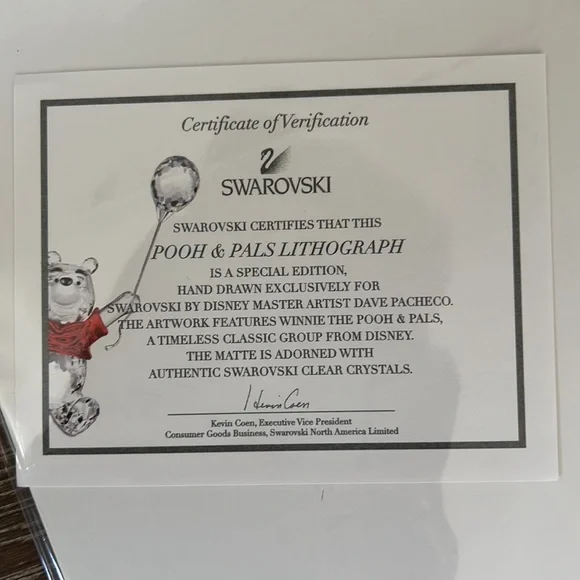 Certificate of Verification
SWAROVSKI
SWAROVSKI CERTIFIES THAT THIS
POOH & PALS LITHOGRAPH
IS A SPECIAL EDITION,
HAND DRAWN EXCLUSIVELY FOR
SWAROVSKI BY DISNEY MASTER ARTIST DAVE PACHECO.
THE ARTWORK FEATURES WINNIE THE POOH & PALS,
A TIMELESS CLASSIC GROUP FROM DISNEY.
THE MATTE IS ADORNED WITH
AUTHENTIC SWAROVSKI CLEAR CRYSTALS.
Kevin Coen
Kevin Coen, Executive Vice President
Consumer Goods Business, Swarovski North America Limited